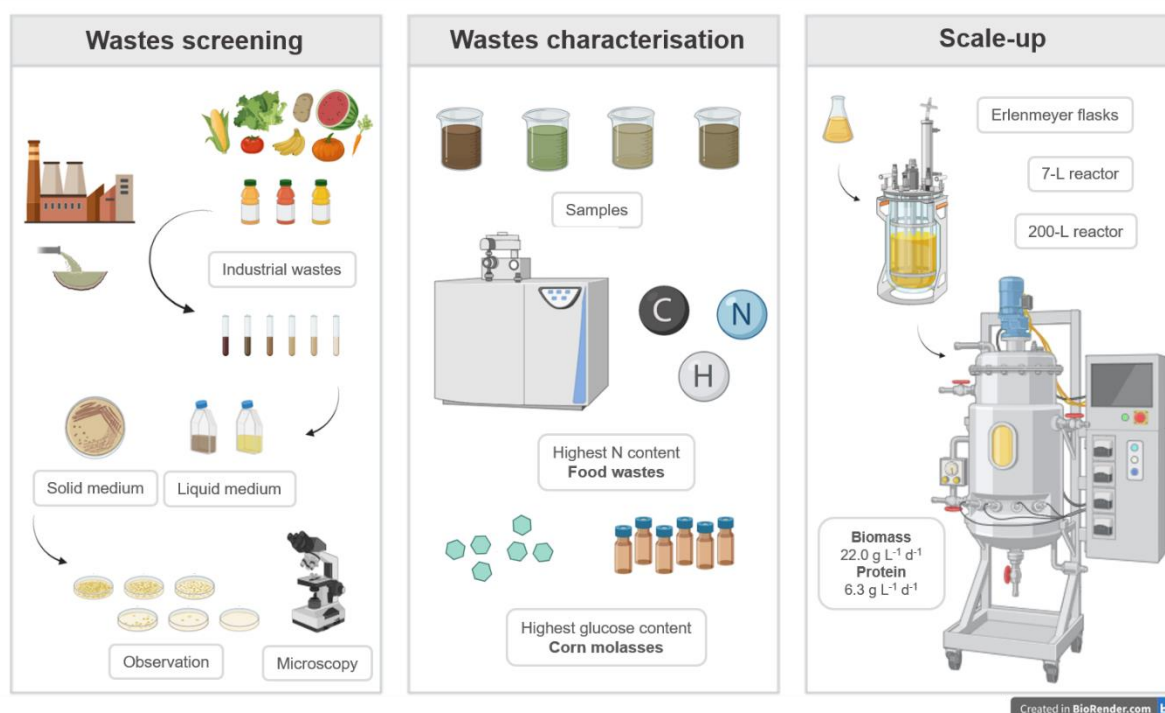 Wastes screening
Industrial wastes
Solid medium
Liquid medium
Observation
Microscopy
Wastes characterisation
Samples
C
N
H
Highest N content
Food wastes
Highest glucose content
Corn molasses
Scale-up
Erlenmeyer flasks
7-L reactor
200-L reactor
Biomass
22.0 g L⁻¹ d⁻¹
Protein
6.3 g L⁻¹ d⁻¹
Created in BioRender.com